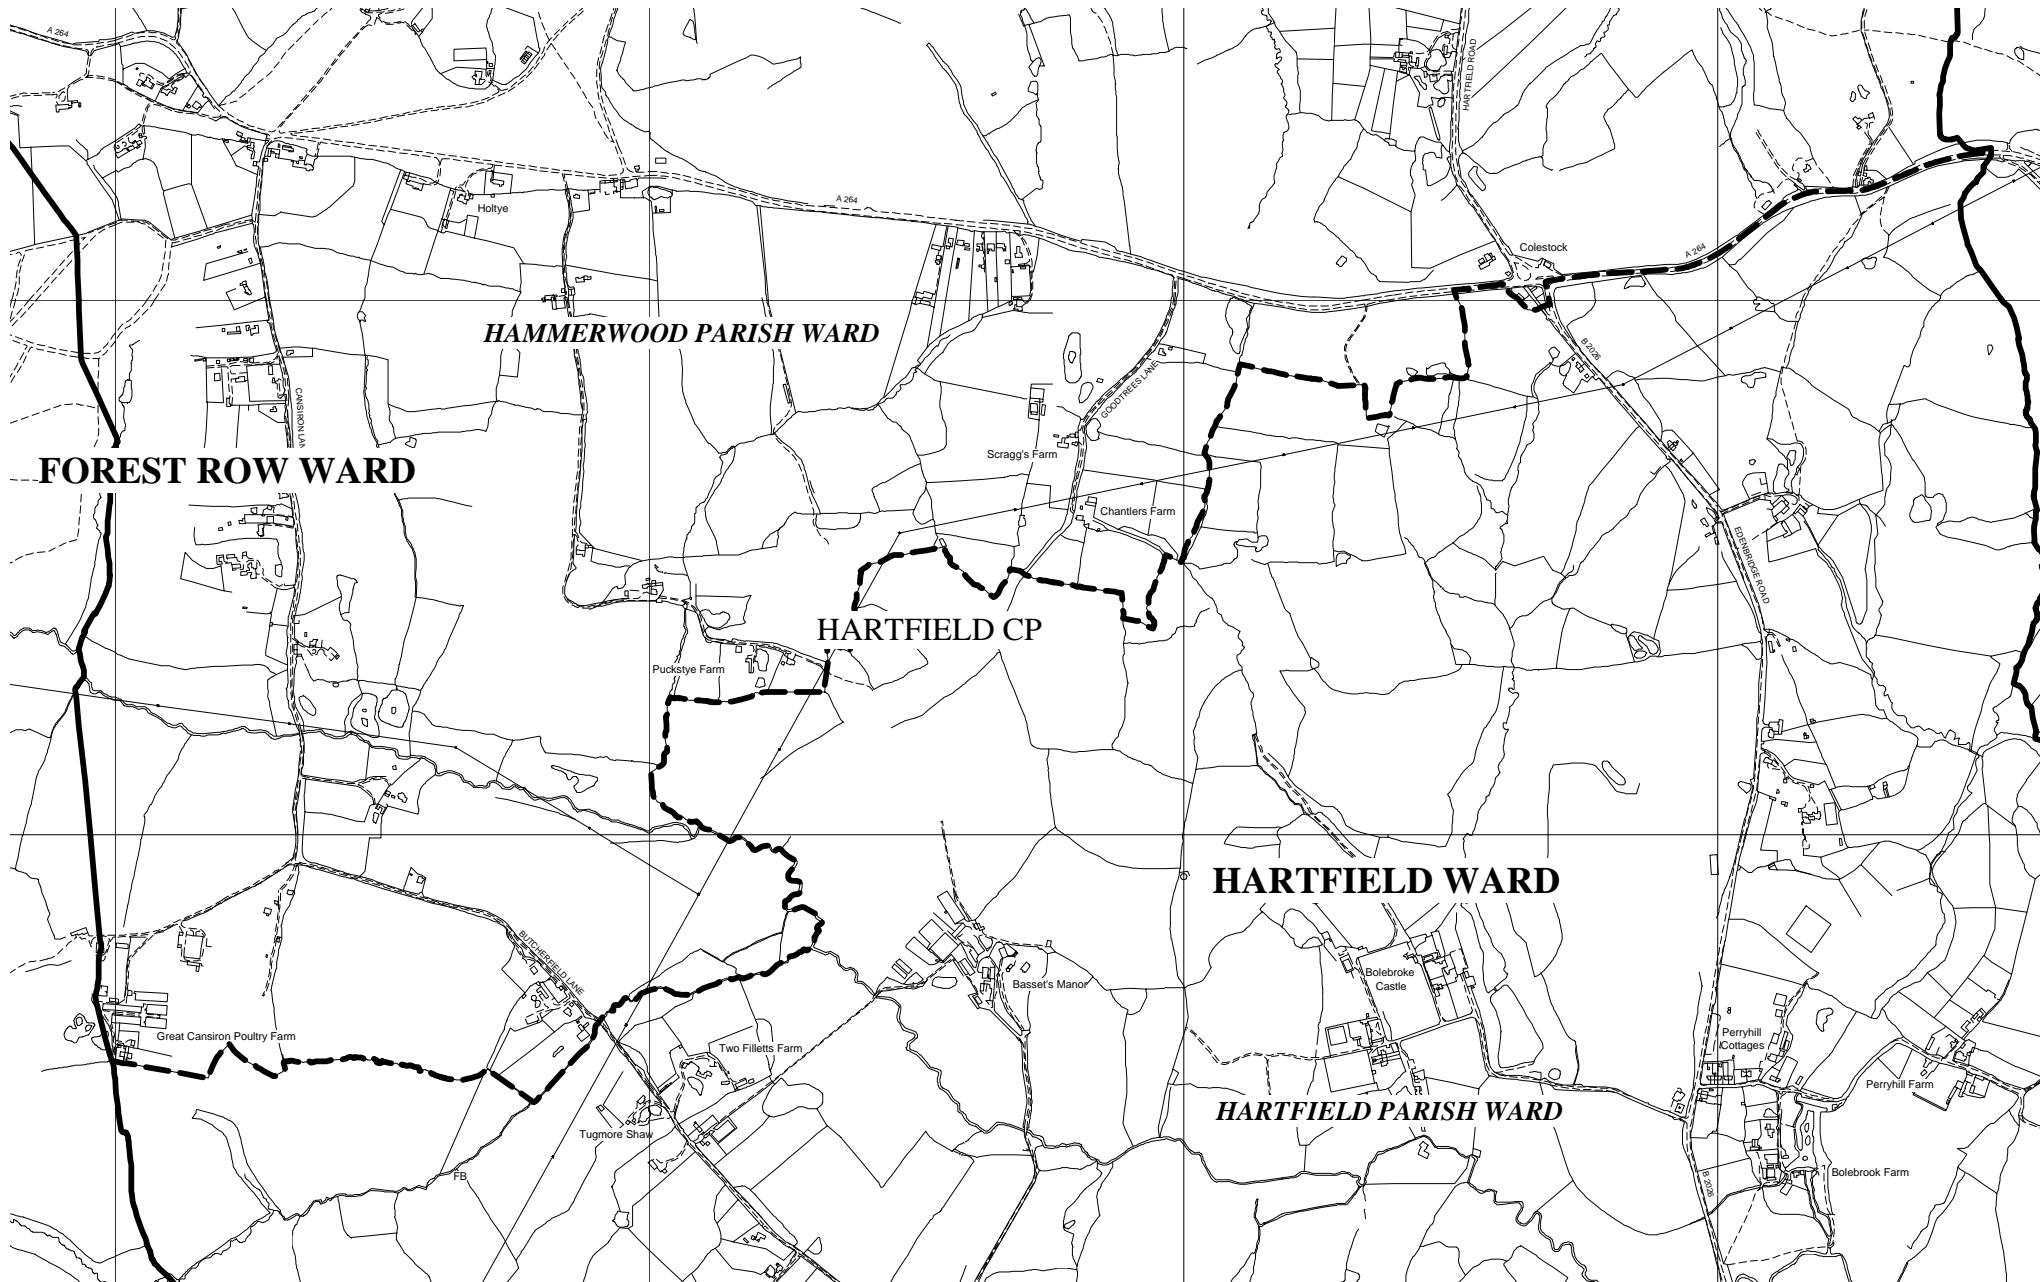 A 264
HARTFIELD ROAD
Holtye
A 264
Colestock
A 264
HAMMERWOOD PARISH WARD
B 2026
GOODTREES LANE
CANSIRON LAN
Scragg's Farm
FOREST ROW WARD
Chantlers Farm
EDENBRIDGE ROAD
HARTFIELD CP
Puckstye Farm
HARTFIELD WARD
BUTCHERFIELD LANE
Bolebroke
Castle
Basset's Manor
Great Cansiron Poultry Farm
Two Filletts Farm
Perryhill
Cottages
Perryhill Farm
HARTFIELD PARISH WARD
Tugmore Shaw
FB
Bolebrook Farm
B 2026